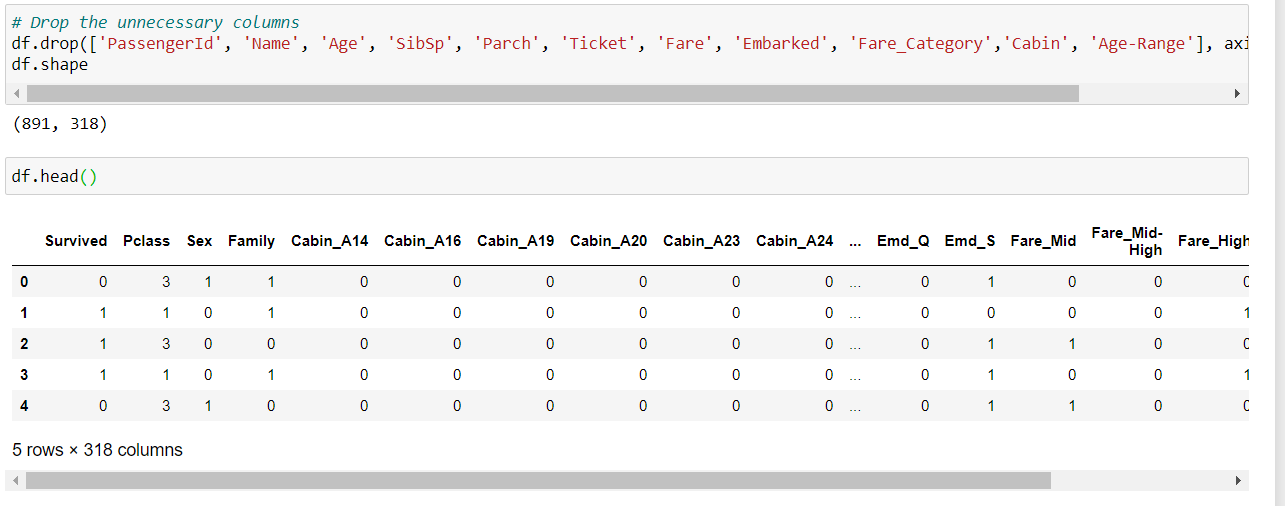 # Drop the unnecessary columns
df.drop(['PassengerId', 'Name', 'Age', 'SibSp', 'Parch', 'Ticket', 'Fare', 'Embarked', 'Fare_Category','Cabin', 'Age-Range'], axi
df.shape
(891, 318)
df.head()
Survived Pclass Sex Family Cabin_A14 Cabin_A16 Cabin_A19 Cabin_A20 Cabin_A23 Cabin_A24 ... Emd_Q Emd_S Fare_Mid Fare_Mid-High Fare_High
0 0 3 1 1 0 0 0 0 0 0 ... 0 1 0 0 0
1 1 1 0 1 0 0 0 0 0 0 ... 0 0 0 0 1
2 1 3 0 0 0 0 0 0 0 0 ... 0 1 1 0 0
3 1 1 0 1 0 0 0 0 0 0 ... 0 1 0 0 1
4 0 3 1 0 0 0 0 0 0 0 ... 0 1 1 0 0
5 rows × 318 columns